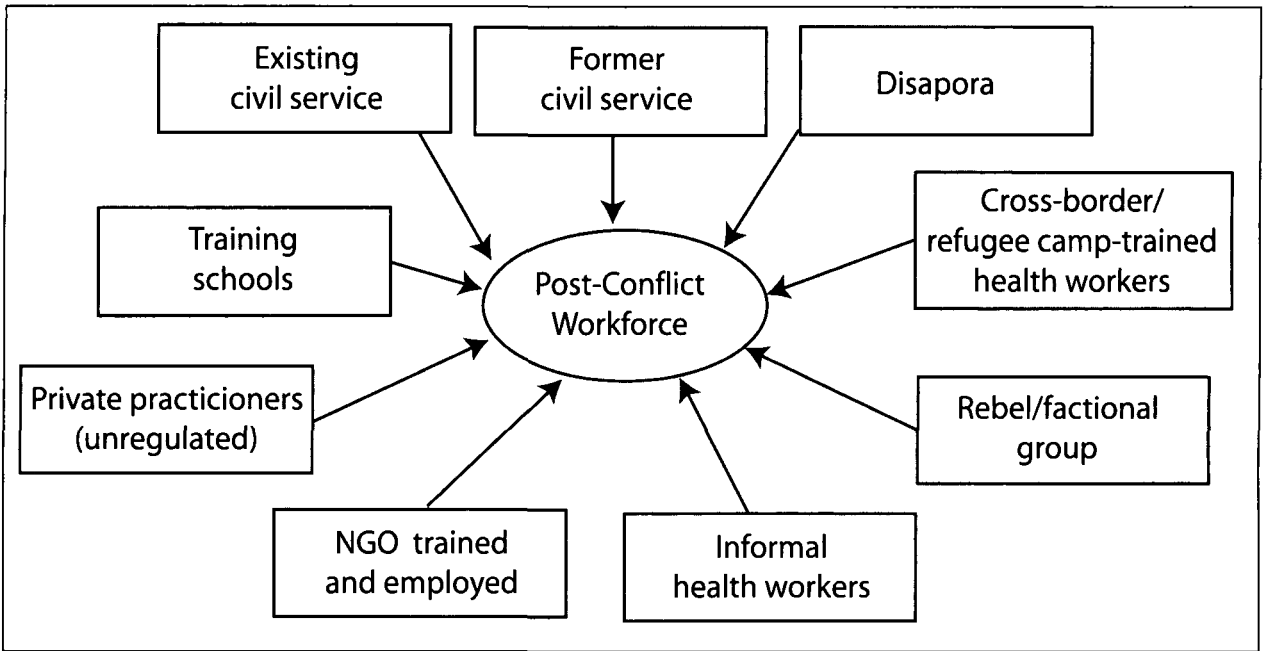 Existing
civil service
Former
civil service
Disapora
Training
schools
Post-Conflict
Workforce
Cross-border/
refugee camp-trained
health workers
Private practicioners
(unregulated)
Rebel/factional
group
NGO trained
and employed
Informal
health workers